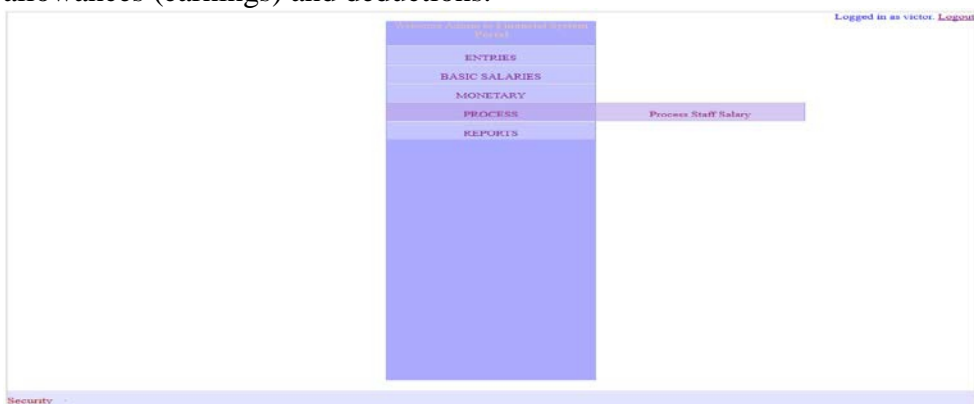 allowances (earnings) and deductions.
Logged in as victor. Logout
Welcome Admin to Financial System
Portal
ENTRIES
BASIC SALARIES
MONETARY
PROCESS
Process Staff Salary
REPORTS
Security